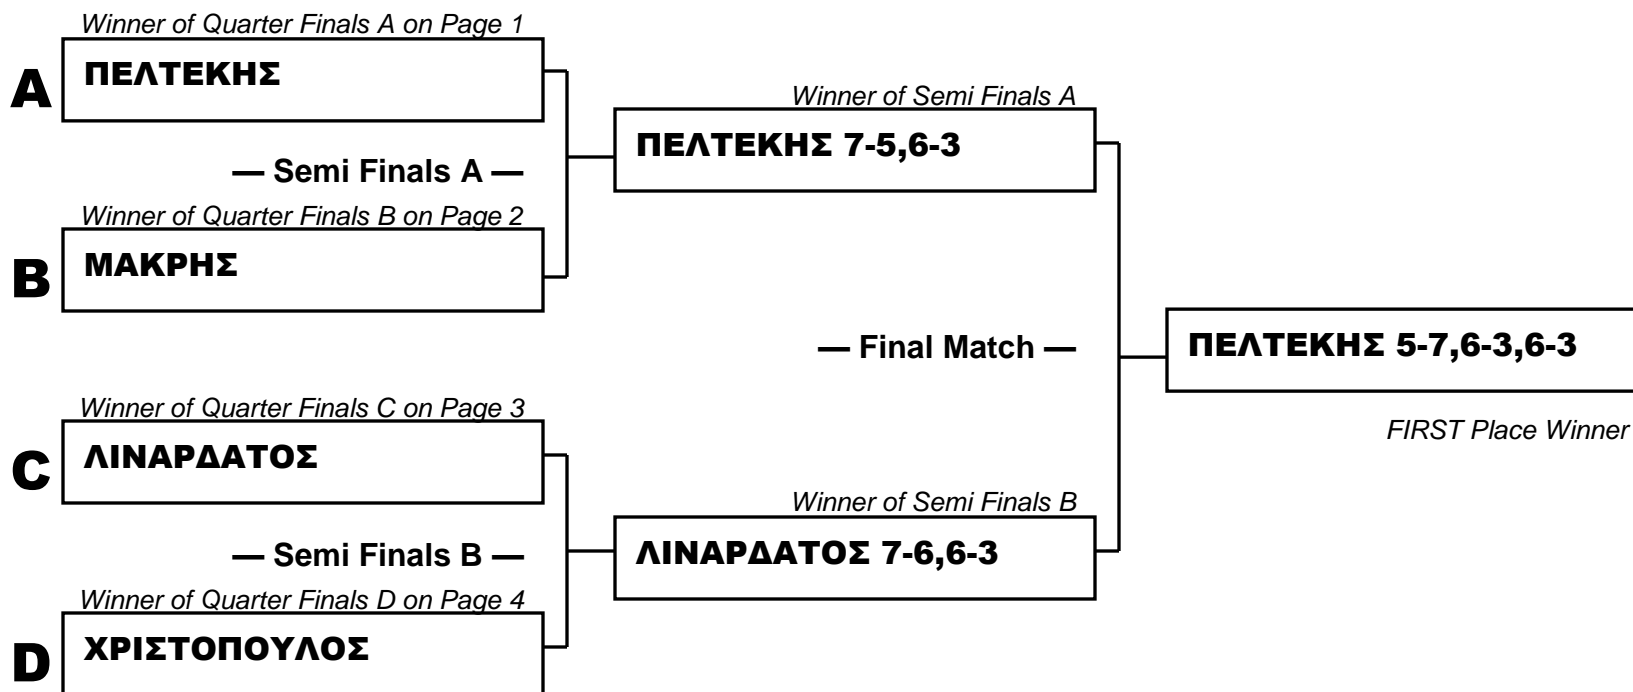 Winner of Quarter Finals A on Page 1
A
ΠΕΛΤΕΚΗΣ
Winner of Semi Finals A
ΠΕΛΤΕΚΗΣ 7-5,6-3
— Semi Finals A —
Winner of Quarter Finals B on Page 2
B
ΜΑΚΡΗΣ
— Final Match —
ΠΕΛΤΕΚΗΣ 5-7,6-3,6-3
FIRST Place Winner
Winner of Quarter Finals C on Page 3
C
ΛΙΝΑΡΔΑΤΟΣ
Winner of Semi Finals B
ΛΙΝΑΡΔΑΤΟΣ 7-6,6-3
— Semi Finals B —
Winner of Quarter Finals D on Page 4
D
ΧΡΙΣΤΟΠΟΥΛΟΣ